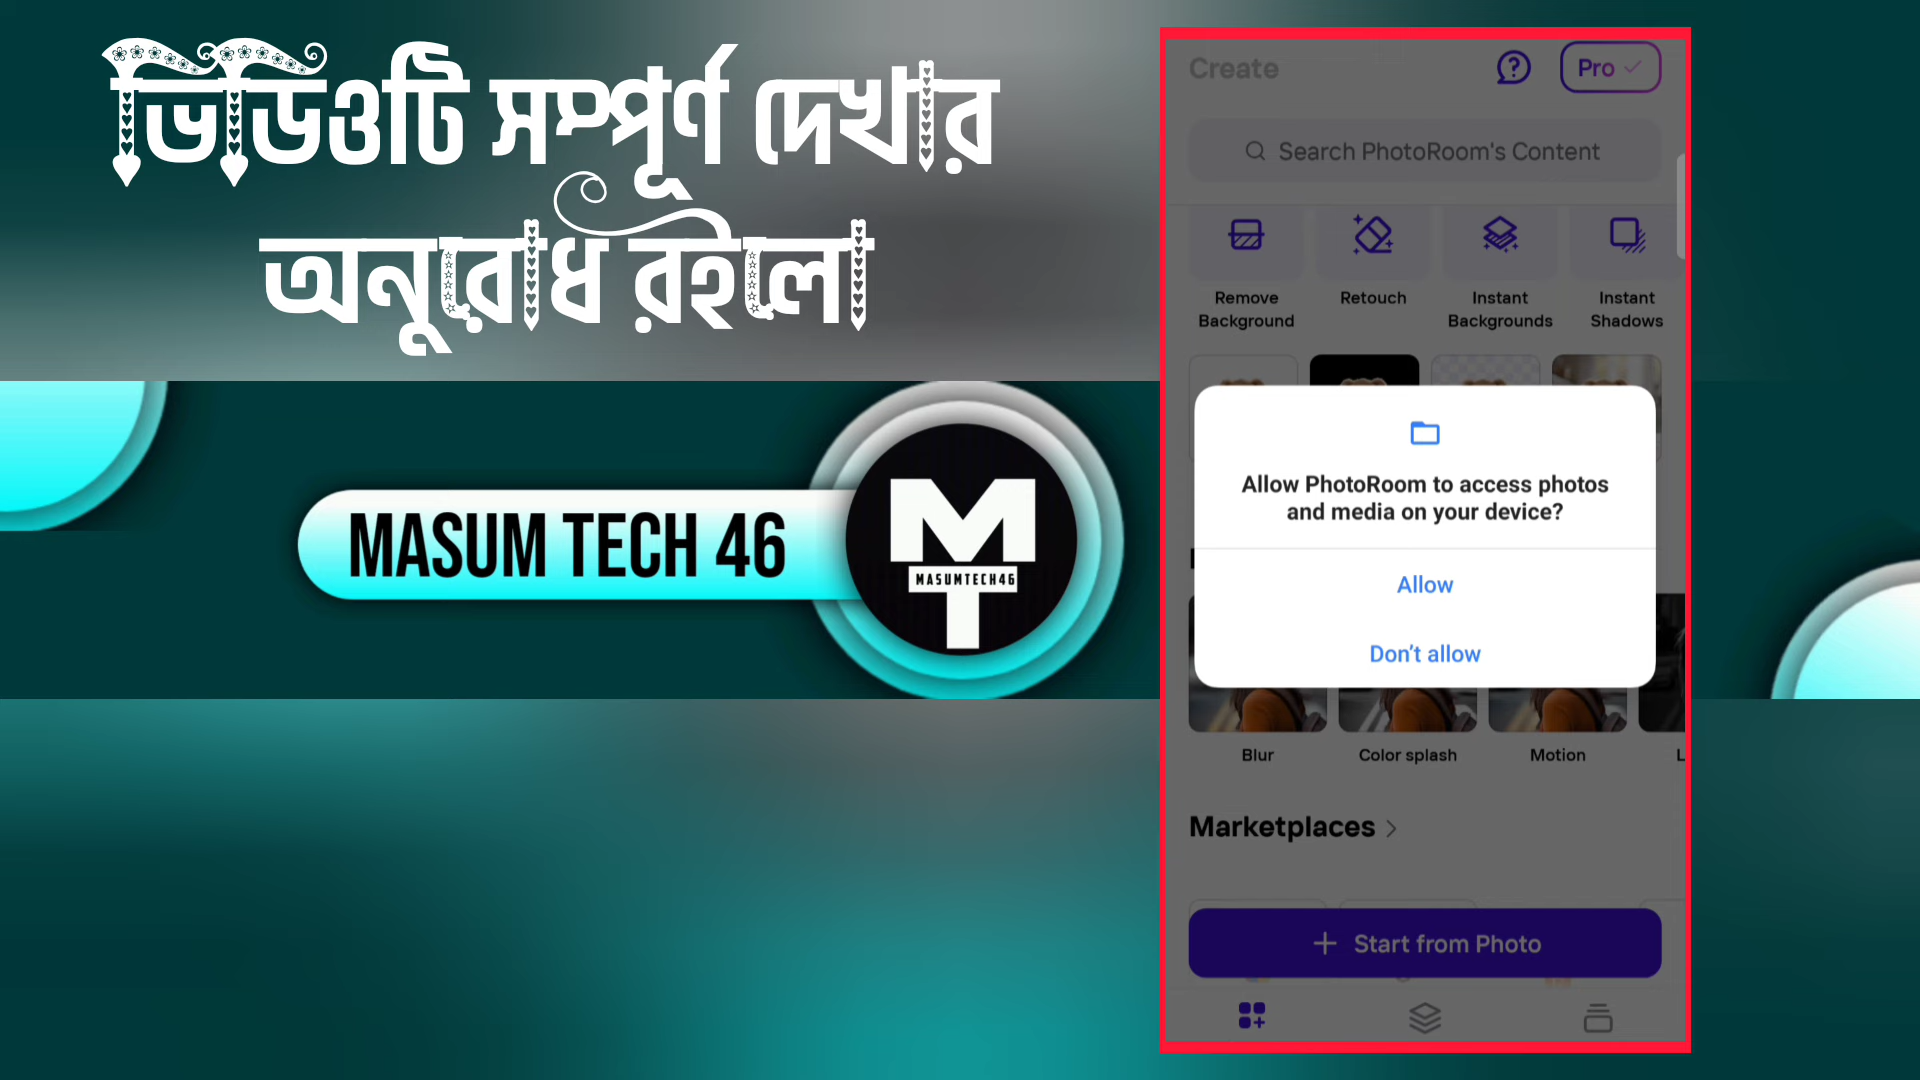 ভিডিওটি সম্পূর্ণ দেখার
অনুরোধ রইলো
MASUM TECH 46
MASUMTECH46
Create
Pro
Search PhotoRoom's Content
Remove Background
Retouch
Instant Backgrounds
Instant Shadows
Allow PhotoRoom to access photos
and media on your device?
Allow
Don't allow
Blur
Color splash
Motion
Marketplaces
Start from Photo